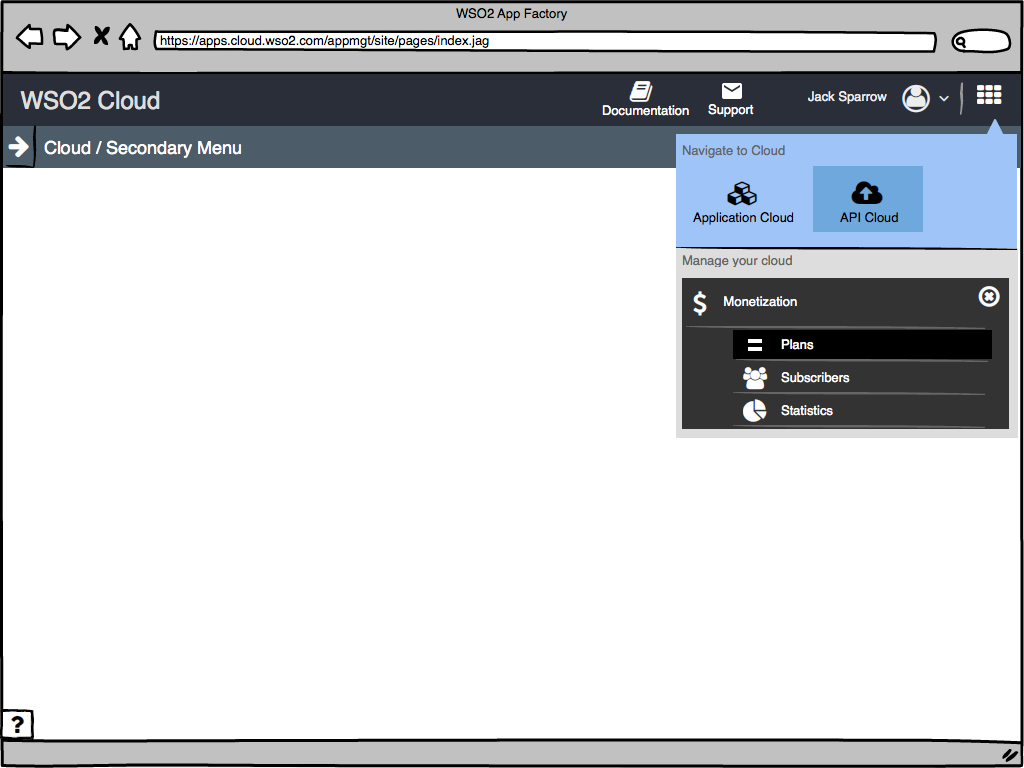 WSO2 App Factory
https://apps.cloud.wso2.com/appmgt/site/pages/index.jag
WSO2 Cloud
Documentation
Support
Jack Sparrow
Cloud / Secondary Menu
Navigate to Cloud
Application Cloud
API Cloud
Manage your cloud
$ Monetization
Plans
Subscribers
Statistics
?